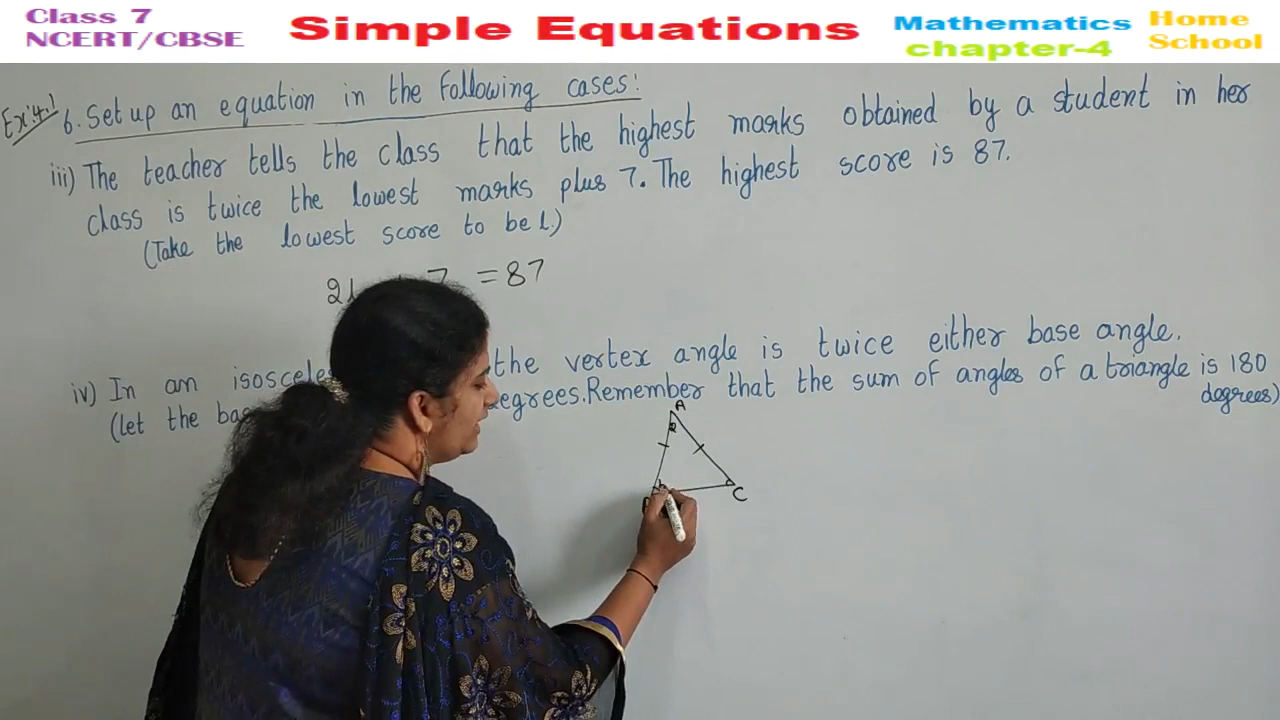 Class 7
NCERT/CBSE
Simple Equations
Mathematics
chapter-4
Home
School
Ex:4.1
6. Set up an equation in the following cases:
iii) The teacher tells the class that the highest marks obtained by a student in her
class is twice the lowest marks plus 7. The highest score is 87.
(Take the lowest score to be l.)
2l 7 = 87
iv) In an isosceles the vertex angle is twice either base angle.
(let the degrees. Remember that the sum of angles of a triangle is 180
degrees)
A
C